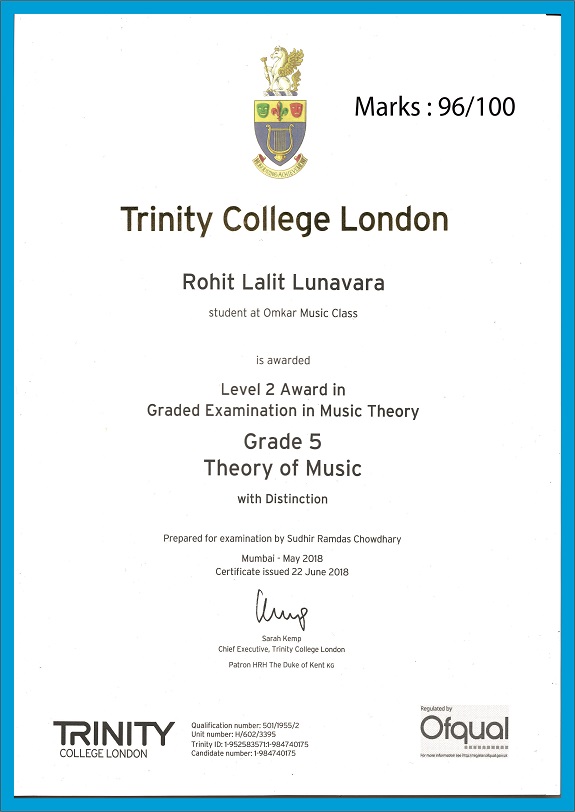 Marks : 96/100
Trinity College London
Rohit Lalit Lunavara
student at Omkar Music Class
is awarded
Level 2 Award in
Graded Examination in Music Theory
Grade 5
Theory of Music
with Distinction
Prepared for examination by Sudhir Ramdas Chowdhary
Mumbai - May 2018
Certificate issued 22 June 2018
Sarah Kemp
Chief Executive, Trinity College London
Patron HRH The Duke of Kent KG
TRINITY
COLLEGE LONDON
Qualification number: 501/1955/2
Unit number: H/602/3395
Trinity ID: 1-952583571:1-984740175
Candidate number: 1-984740175
Regulated by
Ofqual
For more information see http://register.ofqual.gov.uk